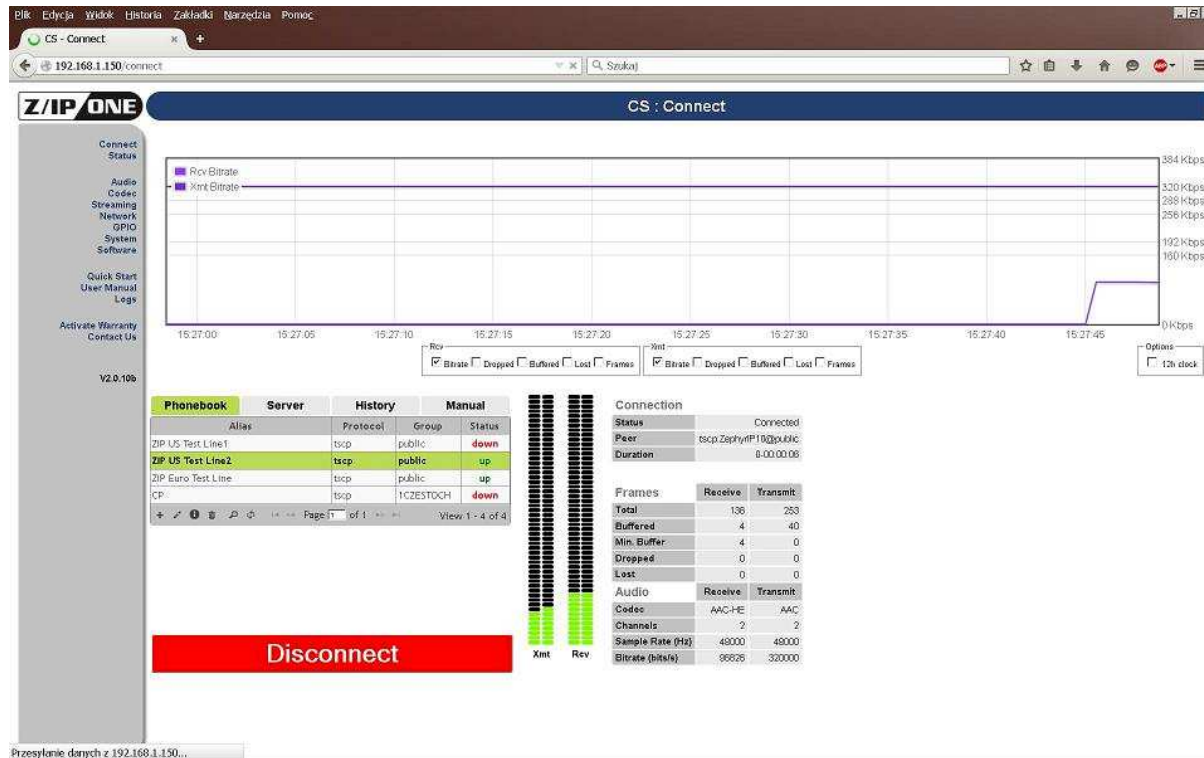 Plik Edycja Widok Historia Zakładki Narzędzia Pomoc
CS - Connect × +
192.168.1.150/connect Szukaj ABP
Z/IP ONE CS : Connect
Connect
Status
Audio
Codec
Streaming
Network
GPIO
System
Software
Quick Start
User Manual
Logs
Activate Warranty
Contact Us
V2.0.10b
Rcv Bitrate
Xmt Bitrate
384 Kbps
320 Kbps
288 Kbps
256 Kbps
192 Kbps
160 Kbps
0 Kbps
15:27:00 15:27:05 15:27:10 15:27:15 15:27:20 15:27:25 15:27:30 15:27:35 15:27:40 15:27:45
Rcv
Bitrate Dropped Buffered Lost Frames
Xmt
Bitrate Dropped Buffered Lost Frames
Options
12h clock
Phonebook Server History Manual
Alias Protocol Group Status
ZIP US Test Line1 tscp public down
ZIP US Test Line2 tscp public up
ZIP Euro Test Line tscp public up
CP tscp 1CZESTOCH down
Page 1 of 1 View 1 - 4 of 4
Disconnect
Xmt Rcv
Connection
Status Connected
Peer
Duration 0-00:00:06
Frames Receive Transmit
Total 136 253
Buffered 4 40
Min. Buffer 4 0
Dropped 0 0
Lost 0 0
Audio Receive Transmit
Codec AAC-HE AAC
Channels 2 2
Sample Rate (Hz) 48000 48000
Bitrate (bits/s) 96826 320000
Przesyłanie danych z 192.168.1.150...